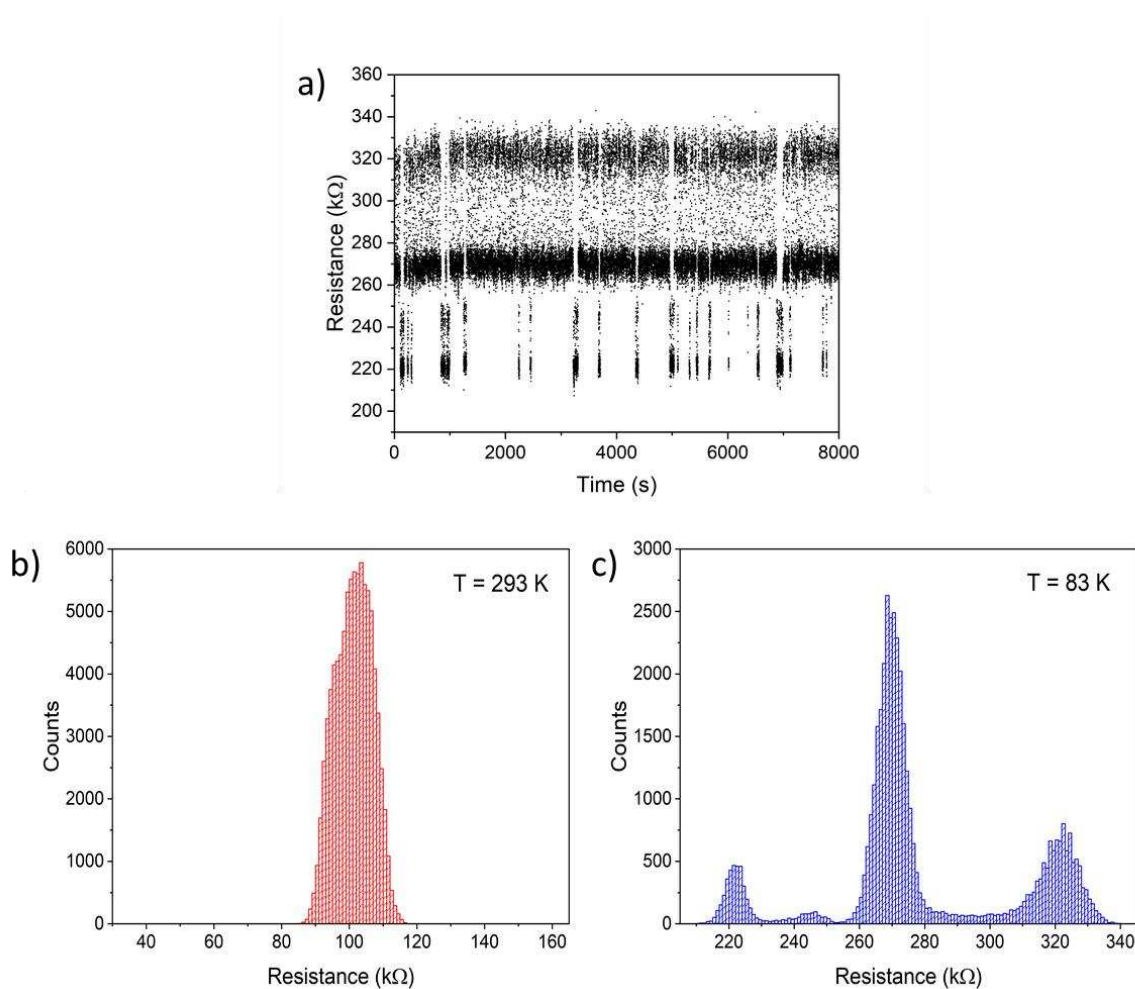 a)
Resistance (kΩ)
360
340
320
300
280
260
240
220
200
0 2000 4000 6000 8000
Time (s)
b)
T = 293 K
Counts
6000
5000
4000
3000
2000
1000
0
40 60 80 100 120 140 160
Resistance (kΩ)
c)
T = 83 K
Counts
3000
2500
2000
1500
1000
500
0
220 240 260 280 300 320 340
Resistance (kΩ)